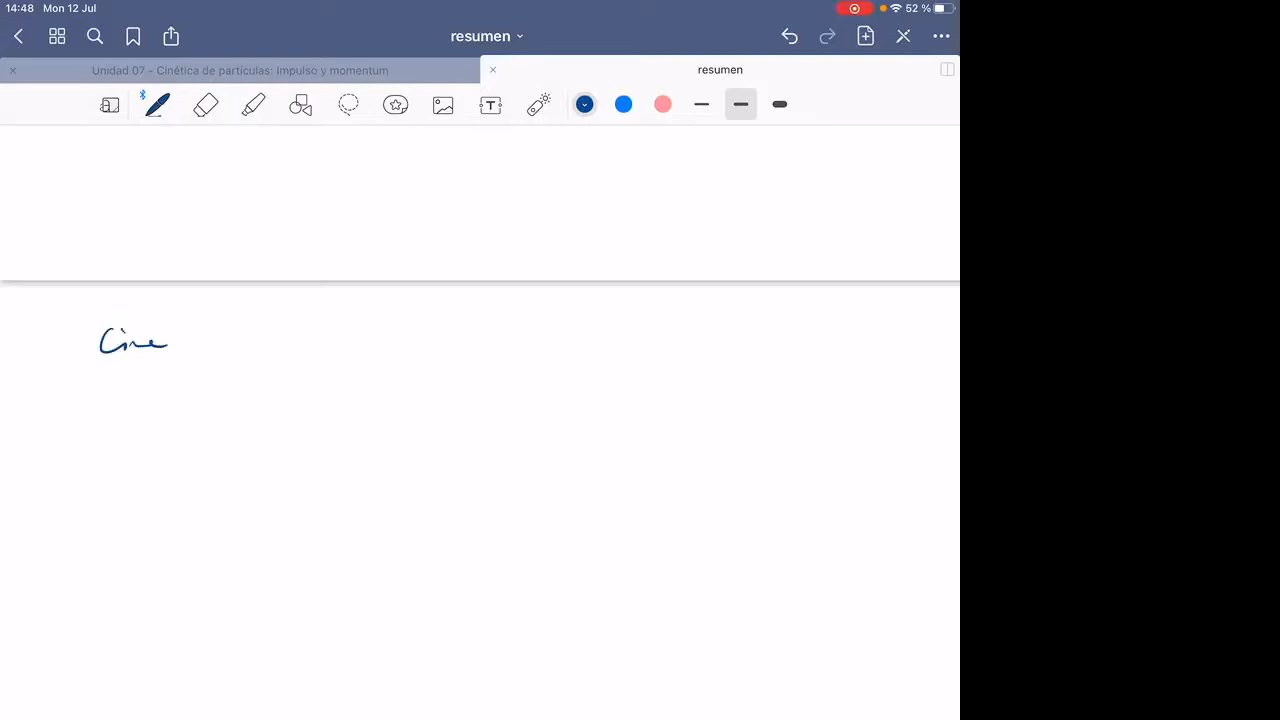 14:48 Mon 12 Jul 52 %
resumen
Unidad 07 - Cinética de partículas: Impulso y momentum
resumen
T
Cine